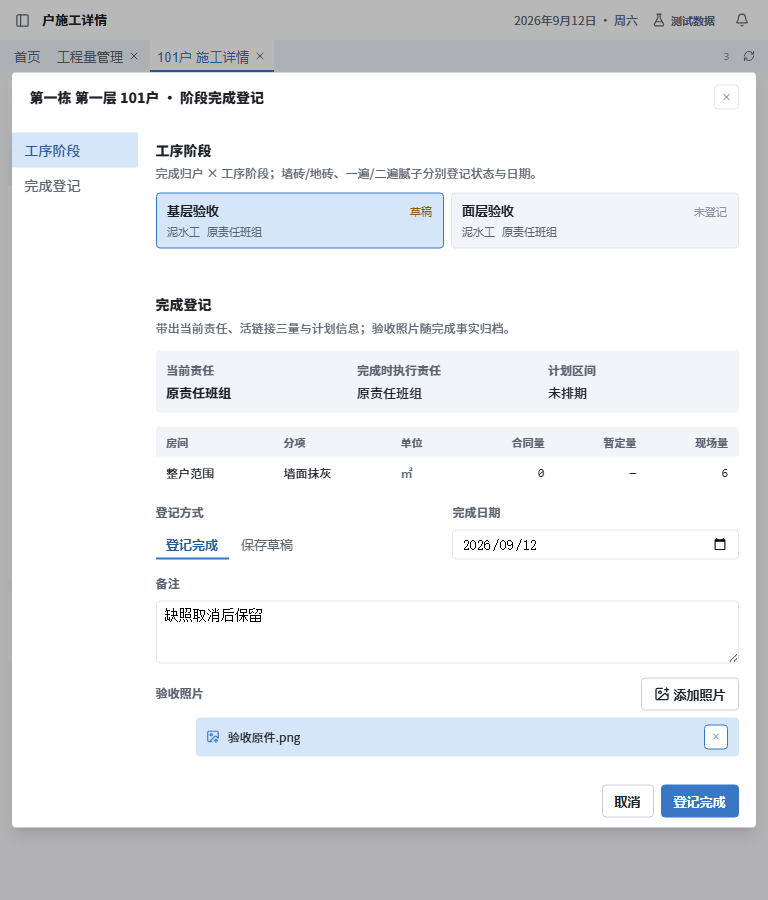 户施工详情
2026年9月12日 · 周六 测试数据
首页 工程量管理 × 101户 施工详情 × 3
第一栋 第一层 101户 · 阶段完成登记 ×
工序阶段
完成登记
工序阶段
完成归户 × 工序阶段；墙砖/地砖、一遍/二遍腻子分别登记状态与日期。
基层验收 草稿
泥水工 原责任班组
面层验收 未登记
泥水工 原责任班组
完成登记
带出当前责任、活链接三量与计划信息；验收照片随完成事实归档。
当前责任 完成时执行责任 计划区间
原责任班组 原责任班组 未排期
房间 分项 单位 合同量 暂定量 现场量
整户范围 墙面抹灰 ㎡ 0 — 6
登记方式 完成日期
登记完成 保存草稿 2026/09/12
备注
缺照取消后保留
验收照片 添加照片
验收原件.png ×
取消 登记完成